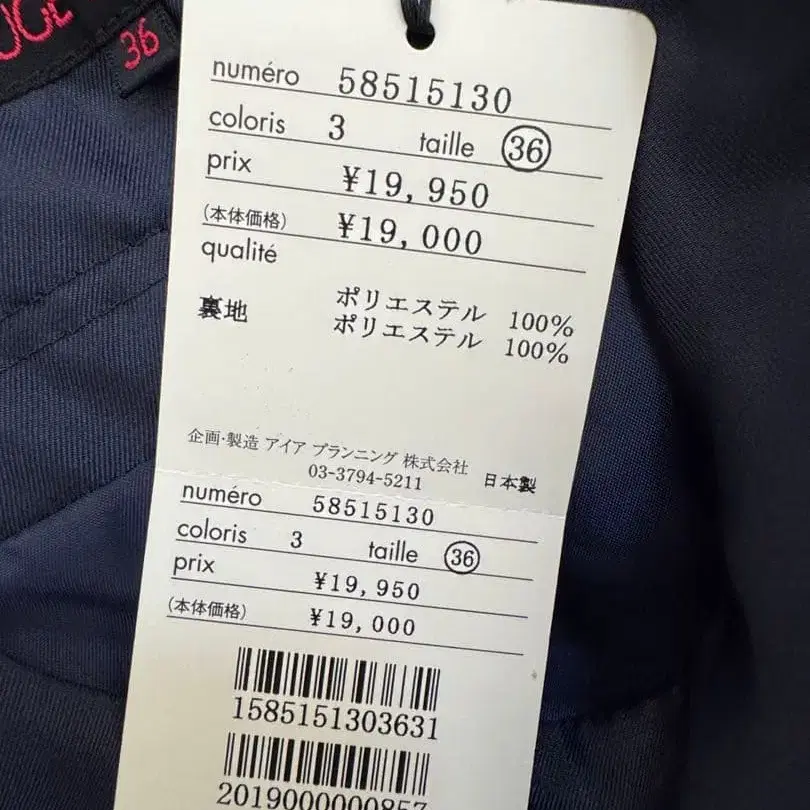 36
numéro 58515130
coloris 3 taille 36
prix ¥19,950
(本体価格) ¥19,000
qualité
ポリエステル 100%
裏地 ポリエステル 100%
企画・製造 アイア プランニング 株式会社
03-3794-5211 日本製
numéro 58515130
coloris 3 taille 36
prix ¥19,950
(本体価格) ¥19,000
1585151303631
2019000000857